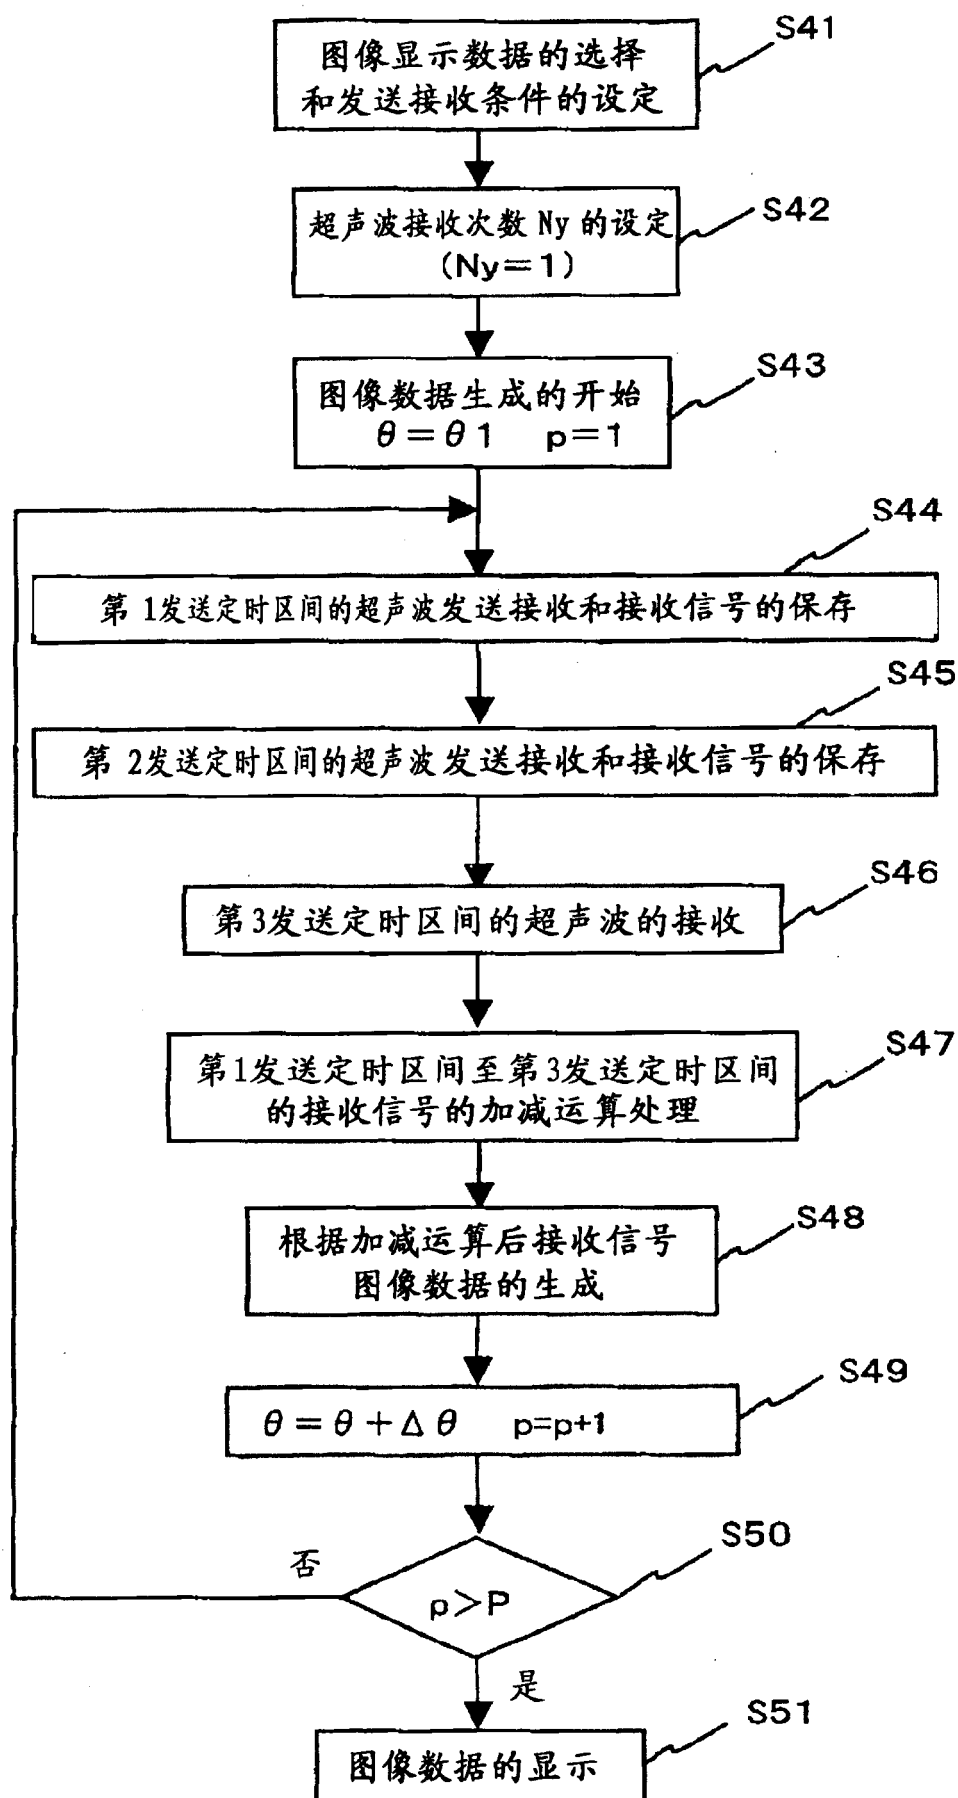 S41
图像显示数据的选择
和发送接收条件的设定
S42
超声波接收次数 Ny 的设定
(Ny=1)
S43
图像数据生成的开始
θ=θ1 p=1
S44
第 1发送定时区间的超声波发送接收和接收信号的保存
S45
第 2发送定时区间的超声波发送接收和接收信号的保存
S46
第3发送定时区间的超声波的接收
S47
第1发送定时区间至第3发送定时区间
的接收信号的加减运算处理
S48
根据加减运算后接收信号
图像数据的生成
S49
θ=θ+Δθ p=p+1
S50
否
p>P
是
S51
图像数据的显示